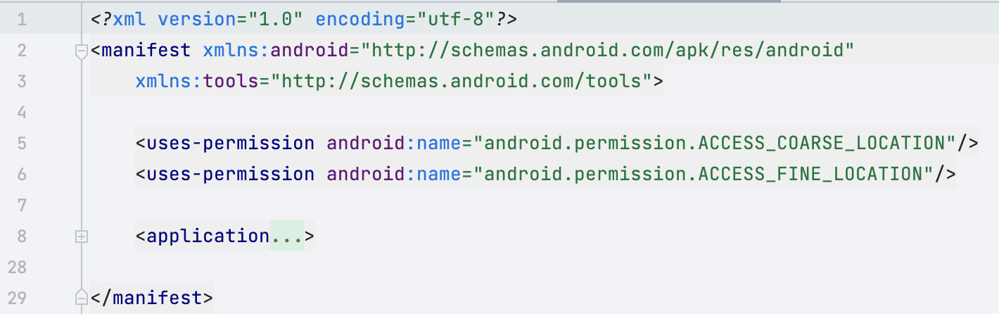 1 <?xml version="1.0" encoding="utf-8"?>
2 <manifest xmlns:android="http://schemas.android.com/apk/res/android"
3 xmlns:tools="http://schemas.android.com/tools">
4
5 <uses-permission android:name="android.permission.ACCESS_COARSE_LOCATION"/>
6 <uses-permission android:name="android.permission.ACCESS_FINE_LOCATION"/>
7
8 <application...>
28
29 </manifest>